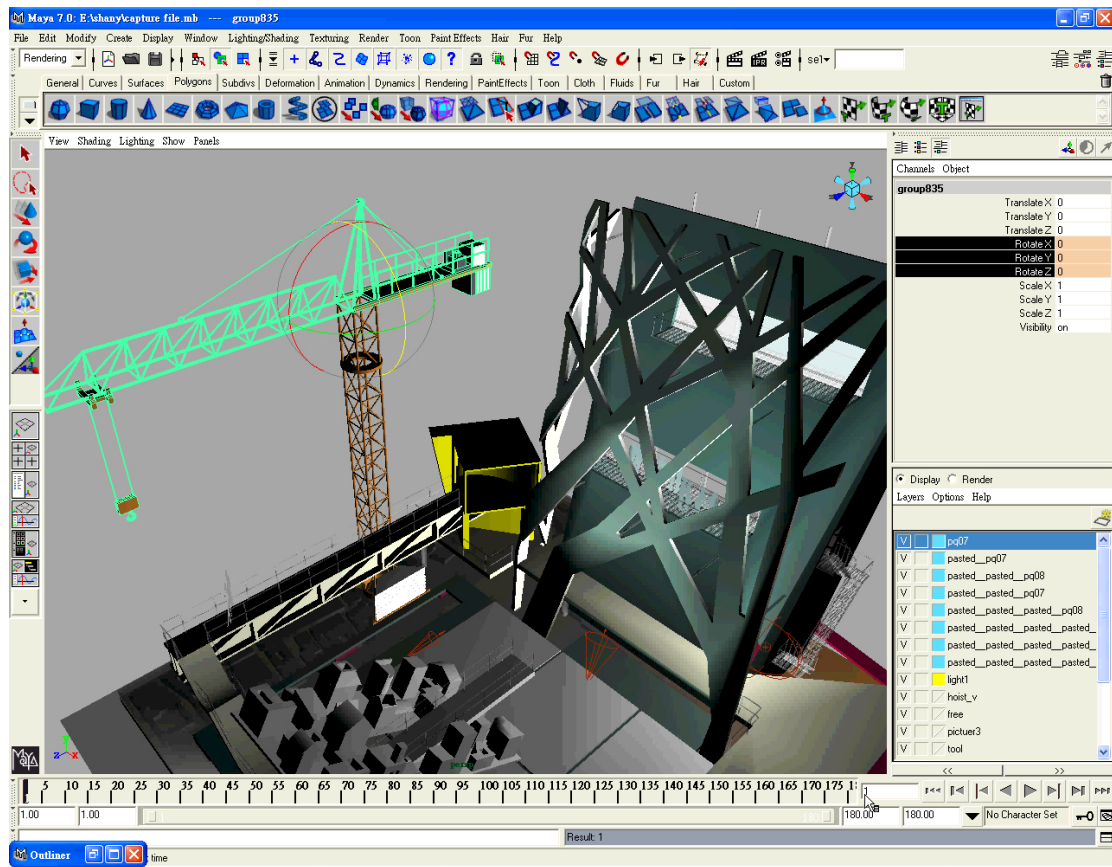 Maya 7.0: E:\shany\capture file.mb --- group835
File Edit Modify Create Display Window Lighting/Shading Texturing Render Toon Paint Effects Hair Fur Help
Rendering sel
General Curves Surfaces Polygons Subdivs Deformation Animation Dynamics Rendering PaintEffects Toon Cloth Fluids Fur Hair Custom
View Shading Lighting Show Panels
Channels Object
group835
Translate X 0
Translate Y 0
Translate Z 0
Rotate X 0
Rotate Y 0
Rotate Z 0
Scale X 1
Scale Y 1
Scale Z 1
Visibility on
Display Render
Layers Options Help
V pq07
V pasted__pq07
V pasted__pasted__pq08
V pasted__pasted__pq07
V pasted__pasted__pasted__pq08
V pasted__pasted__pasted__pasted_
V pasted__pasted__pasted__pasted_
V pasted__pasted__pasted__pasted_
V light1
V hoist_v
V free
V pictuer3
V tool
<< >>
persp
z x
5 10 15 20 25 30 35 40 45 50 55 60 65 70 75 80 85 90 95 100 105 110 115 120 125 130 135 140 145 150 155 160 165 170 175 1
1.00 1.00 180.00 180.00 No Character Set
Result: 1
Outliner time